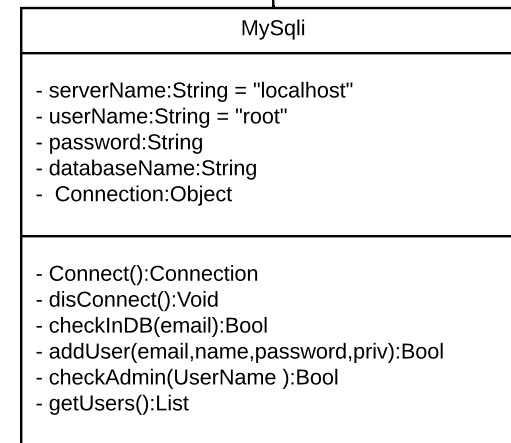 MySqli
- serverName:String = "localhost"
- userName:String = "root"
- password:String
- databaseName:String
- Connection:Object
- Connect():Connection
- disConnect():Void
- checkInDB(email):Bool
- addUser(email,name,password,priv):Bool
- checkAdmin(UserName ):Bool
- getUsers():List